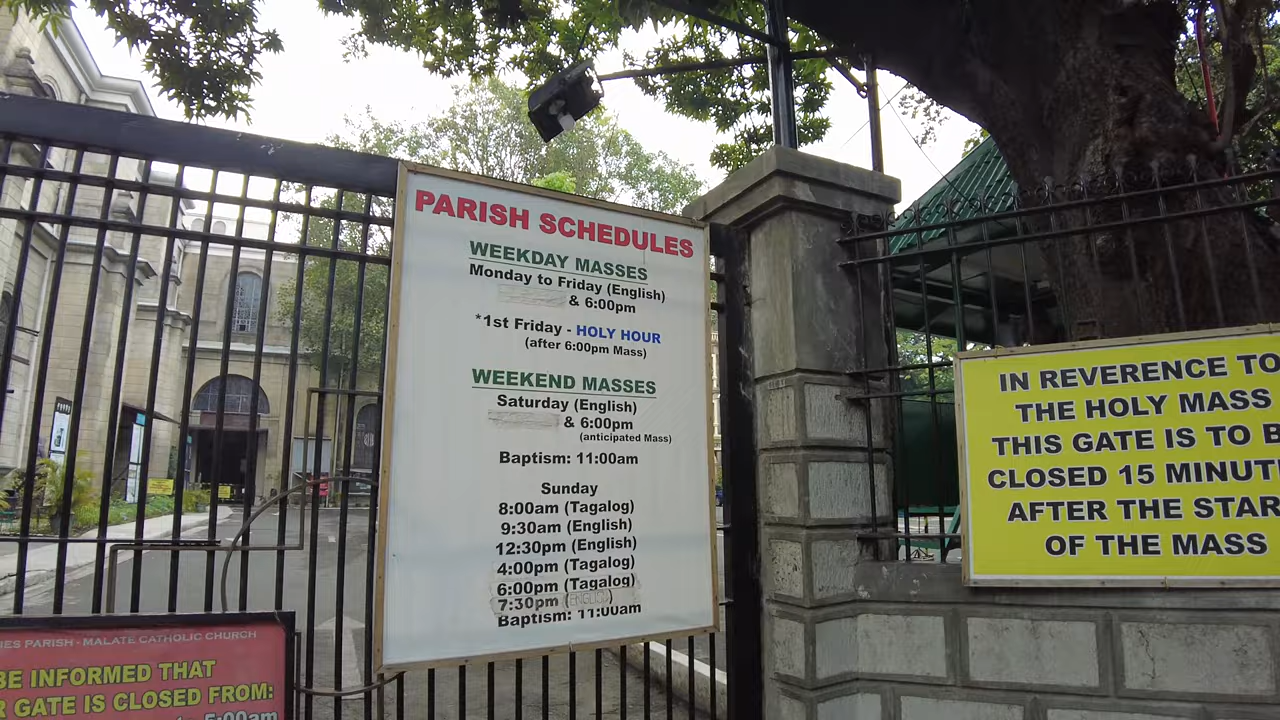 PARISH SCHEDULES
WEEKDAY MASSES
Monday to Friday (English)
& 6:00pm
*1st Friday - HOLY HOUR
(after 6:00pm Mass)
WEEKEND MASSES
Saturday (English)
& 6:00pm
(anticipated Mass)
Baptism: 11:00am
Sunday
8:00am (Tagalog)
9:30am (English)
12:30pm (English)
4:00pm (Tagalog)
6:00pm (Tagalog)
7:30pm (ENGLISH)
Baptism: 11:00am
IN REVERENCE TO
THE HOLY MASS
THIS GATE IS TO B
CLOSED 15 MINUT
AFTER THE STAR
OF THE MASS
IES PARISH - MALATE CATHOLIC CHURCH
BE INFORMED THAT
R GATE IS CLOSED FROM:
5:00am